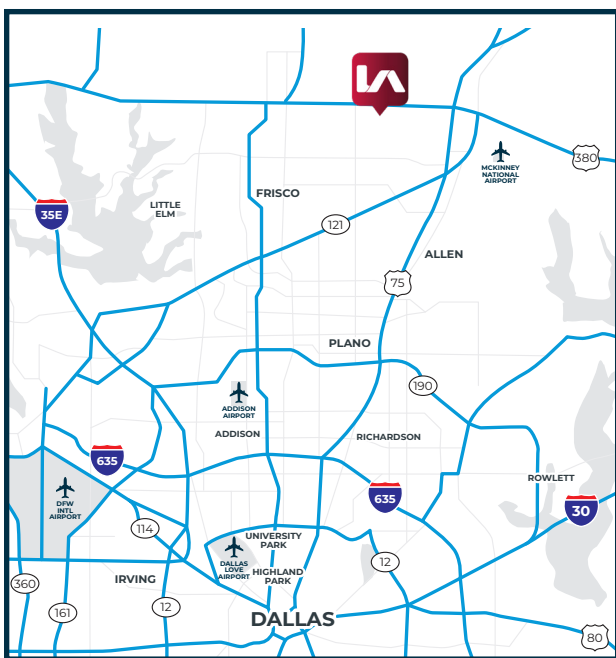 LA
380
MCKINNEY
NATIONAL
AIRPORT
FRISCO
LITTLE
ELM
35E
121
ALLEN
75
PLANO
190
ADDISON
AIRPORT
ADDISON
RICHARDSON
635
ROWLETT
DFW
INTL
AIRPORT
635
30
114
UNIVERSITY
PARK
DALLAS
LOVE
AIRPORT
HIGHLAND
PARK
12
360
IRVING
161
12
DALLAS
80